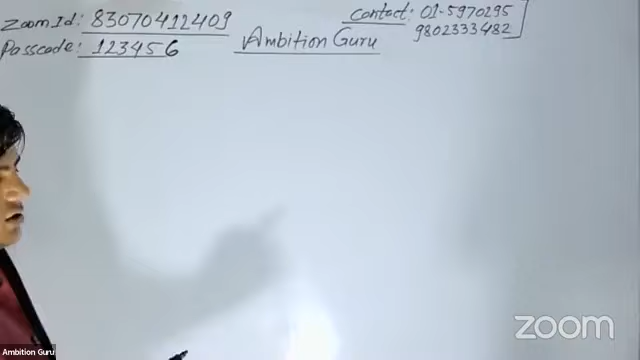 Zoom Id: 83070412409
Passcode: 123456
Ambition Guru
Contact: 01-5970295
9802333482
zoom
Ambition Guru